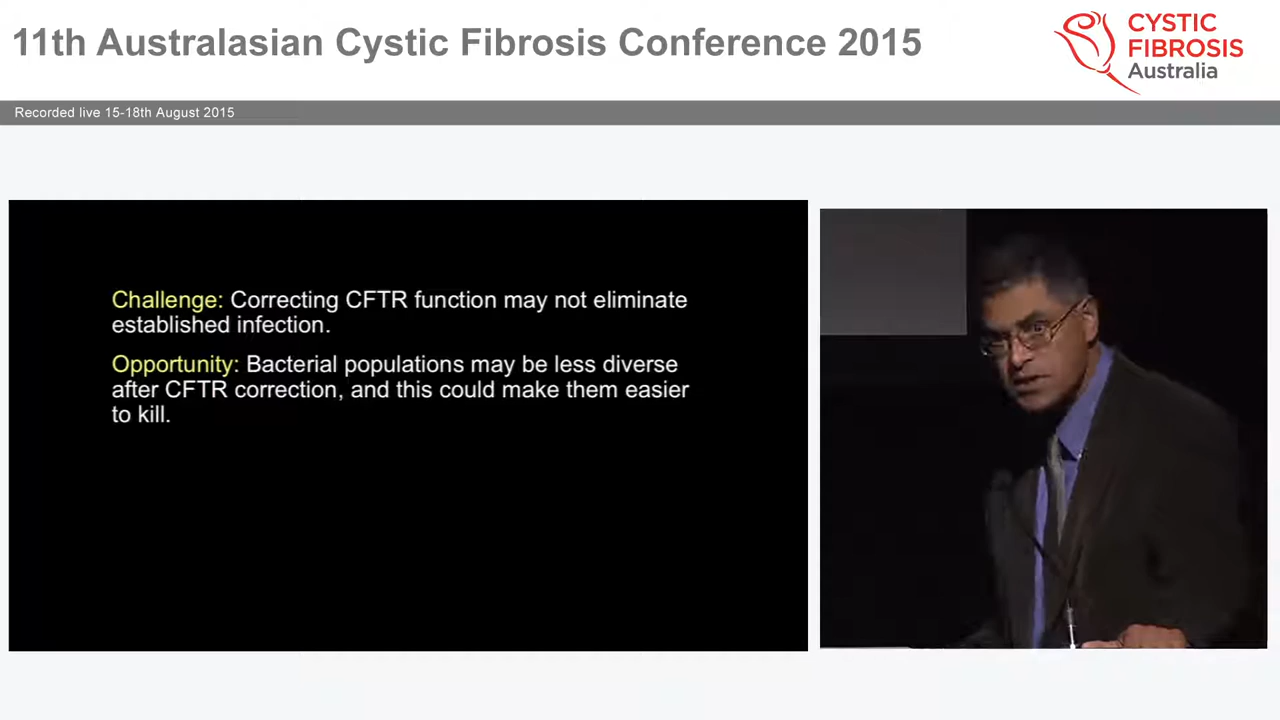 11th Australasian Cystic Fibrosis Conference 2015
CYSTIC
FIBROSIS
Australia
Recorded live 15-18th August 2015
Challenge: Correcting CFTR function may not eliminate
established infection.
Opportunity: Bacterial populations may be less diverse
after CFTR correction, and this could make them easier
to kill.